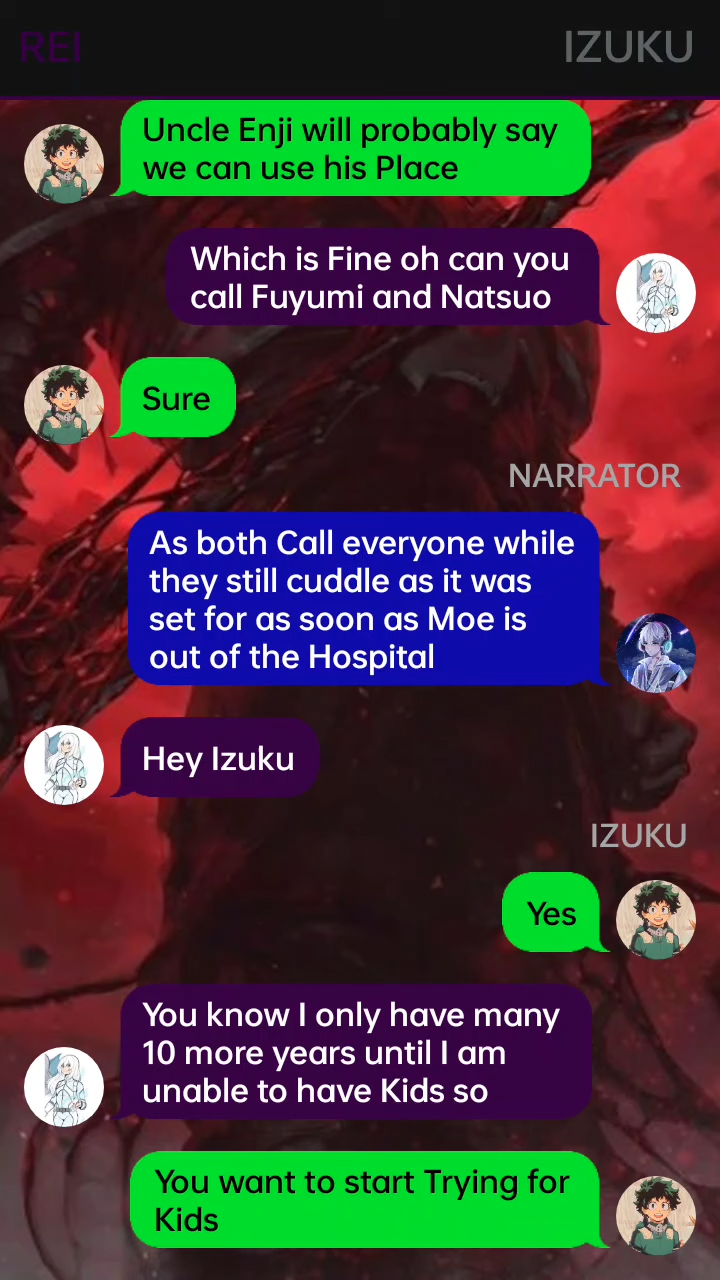 REI
IZUKU
Uncle Enji will probably say
we can use his Place
Which is Fine oh can you
call Fuyumi and Natsuo
Sure
NARRATOR
As both Call everyone while
they still cuddle as it was
set for as soon as Moe is
out of the Hospital
Hey Izuku
IZUKU
Yes
You know I only have many
10 more years until I am
unable to have Kids so
You want to start Trying for
Kids